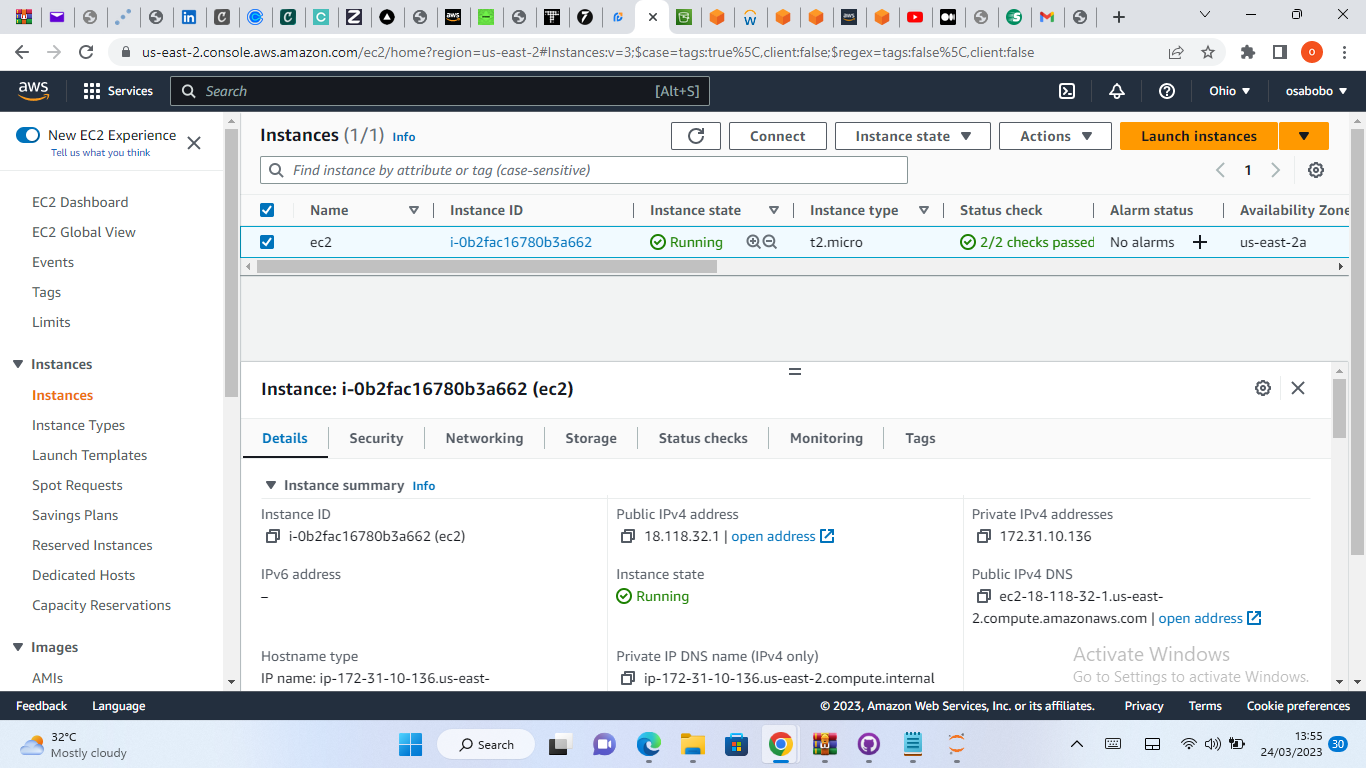 us-east-2.console.aws.amazon.com/ec2/home?region=us-east-2#Instances:v=3;$case=tags:true%5C,client:false;$regex=tags:false%5C,client:false
o
aws
Services
Search [Alt+S]
Ohio
osabobo
New EC2 Experience
Tell us what you think
EC2 Dashboard
EC2 Global View
Events
Tags
Limits
Instances
Instances
Instance Types
Launch Templates
Spot Requests
Savings Plans
Reserved Instances
Dedicated Hosts
Capacity Reservations
Images
AMIs
Instances (1/1) Info
Connect
Instance state
Actions
Launch instances
Find instance by attribute or tag (case-sensitive)
1
Name Instance ID Instance state Instance type Status check Alarm status Availability Zone
ec2 i-0b2fac16780b3a662 Running t2.micro 2/2 checks passed No alarms us-east-2a
Instance: i-0b2fac16780b3a662 (ec2)
Details Security Networking Storage Status checks Monitoring Tags
Instance summary Info
Instance ID
i-0b2fac16780b3a662 (ec2)
Public IPv4 address
18.118.32.1 | open address
Private IPv4 addresses
172.31.10.136
IPv6 address
–
Instance state
Running
Public IPv4 DNS
ec2-18-118-32-1.us-east-
2.compute.amazonaws.com | open address
Hostname type
IP name: ip-172-31-10-136.us-east-
Private IP DNS name (IPv4 only)
ip-172-31-10-136.us-east-2.compute.internal
Activate Windows
Go to Settings to activate Windows.
Feedback Language
© 2023, Amazon Web Services, Inc. or its affiliates. Privacy Terms Cookie preferences
32°C
Mostly cloudy
Search
13:55
24/03/2023
30